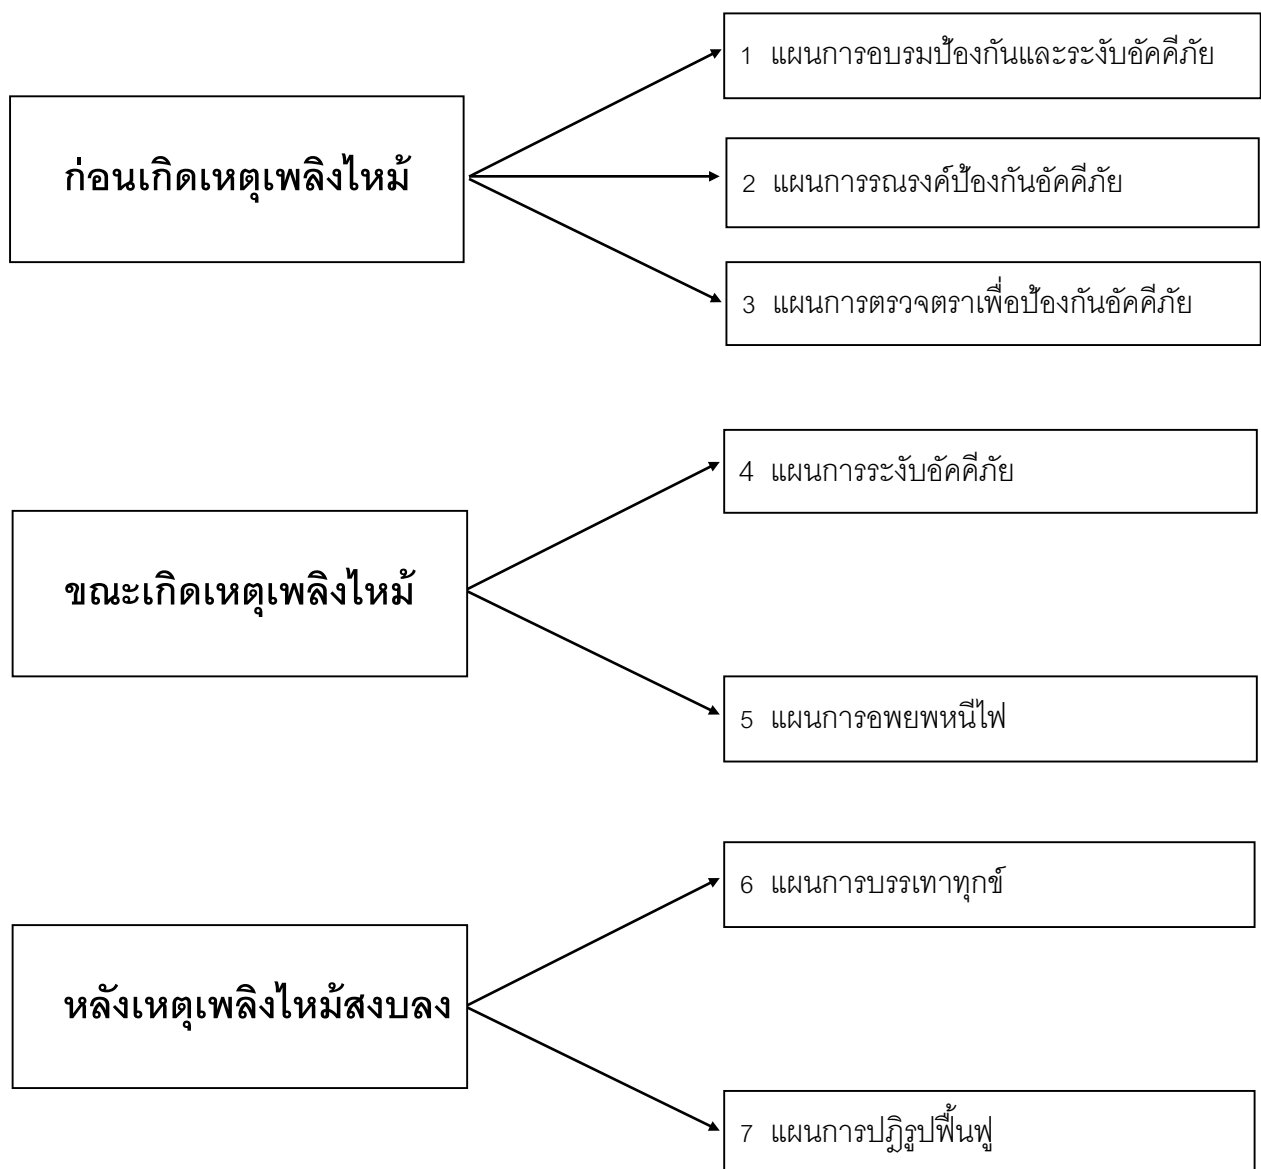 ก่อนเกิดเหตุเพลิงไหม้
1 แผนการอบรมป้องกันและระงับอัคคีภัย
2 แผนการรณรงค์ป้องกันอัคคีภัย
3 แผนการตรวจตราเพื่อป้องกันอัคคีภัย
ขณะเกิดเหตุเพลิงไหม้
4 แผนการระงับอัคคีภัย
5 แผนการอพยพหนีไฟ
หลังเหตุเพลิงไหม้สงบลง
6 แผนการบรรเทาทุกข์
7 แผนการปฎิรูปฟื้นฟู